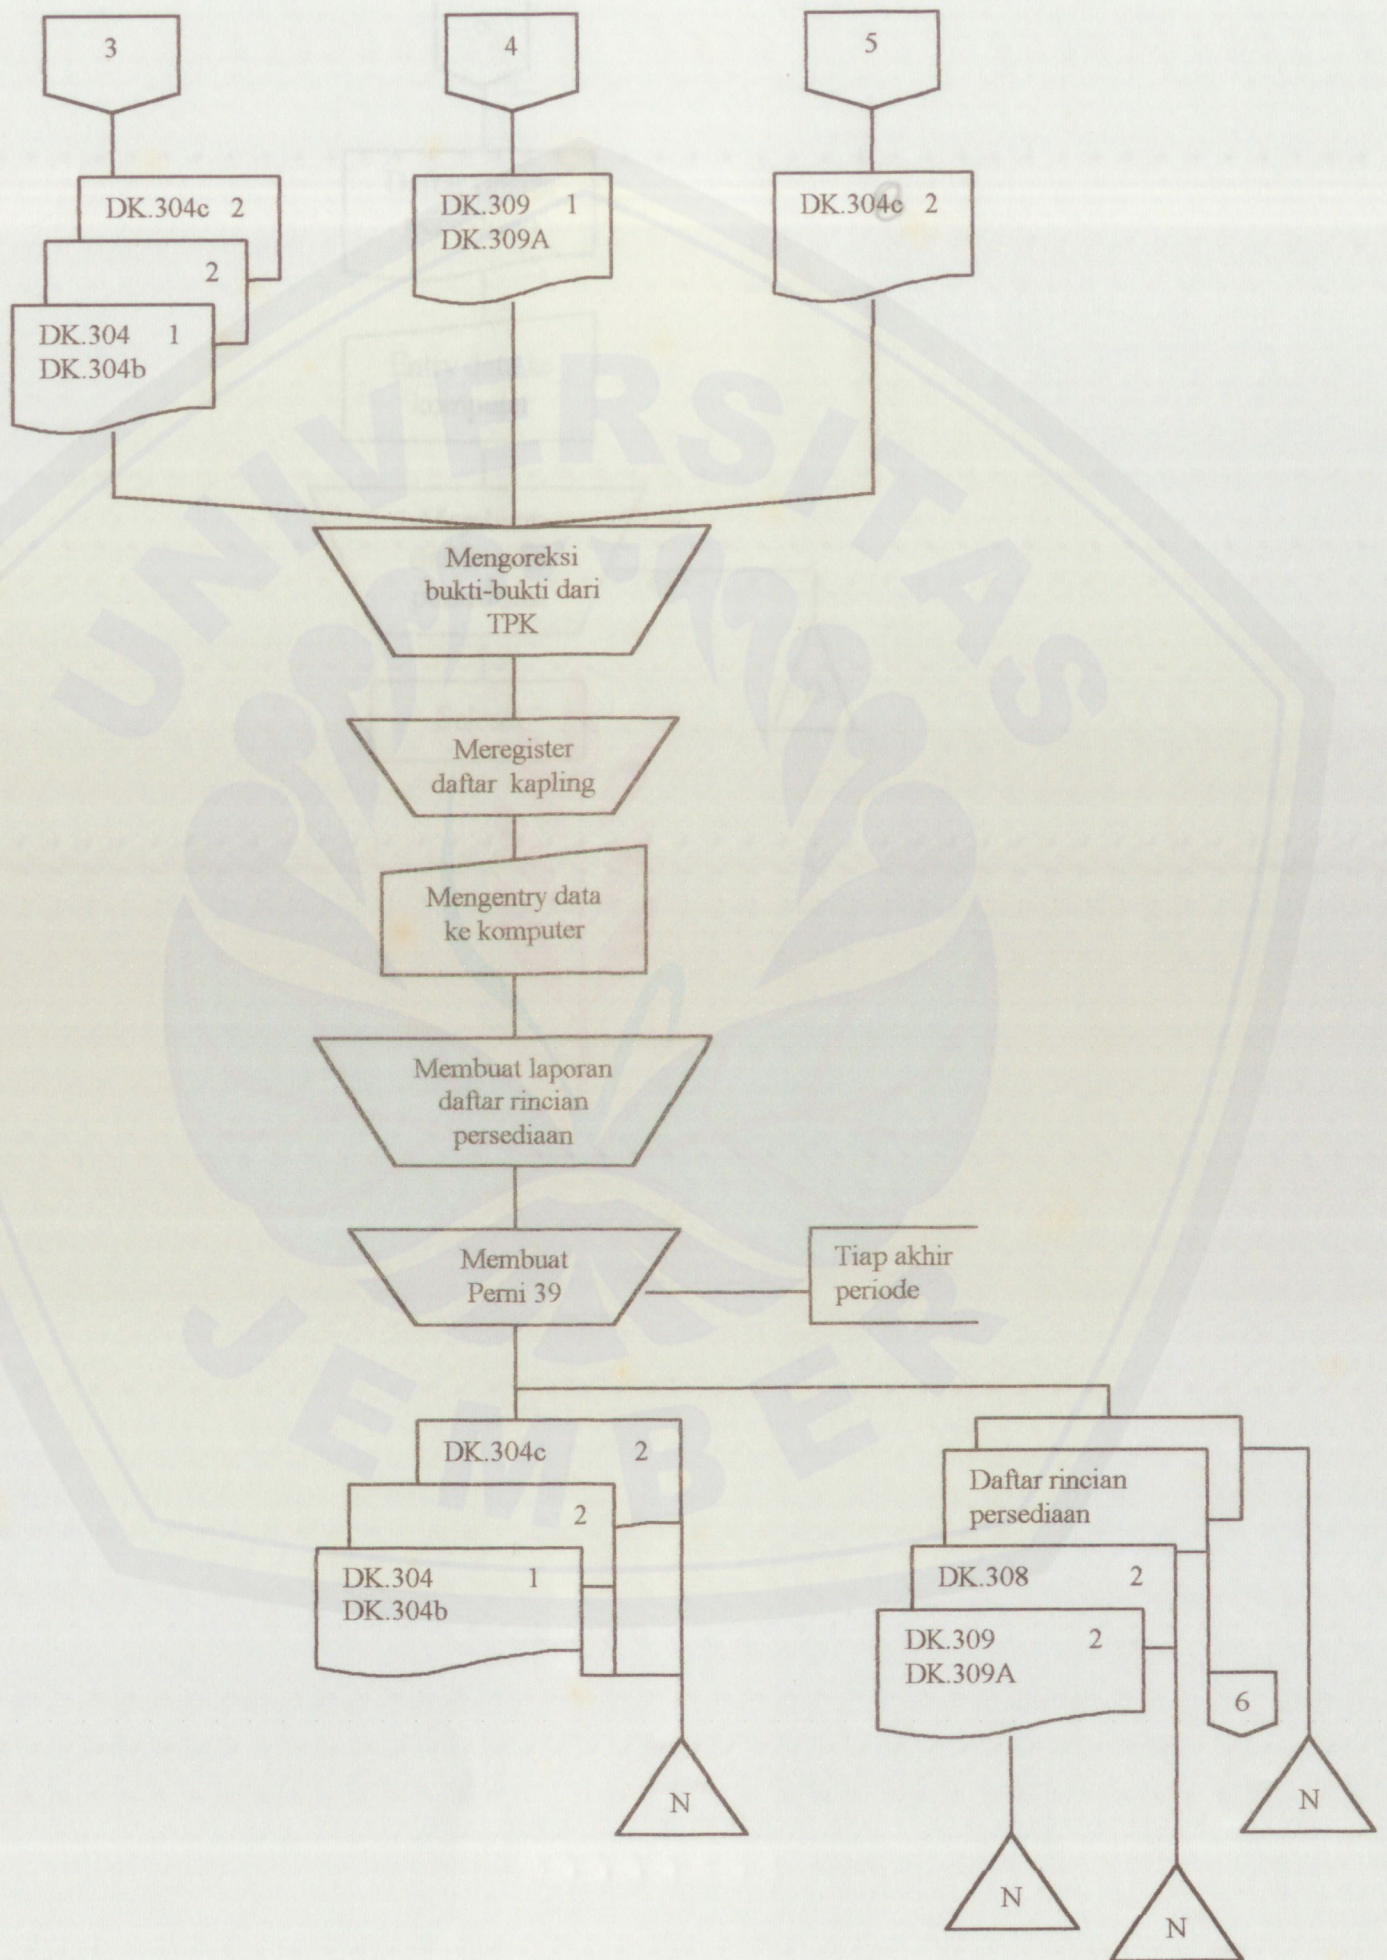 3
4
5
DK.304c 2
2
DK.304 1
DK.304b
DK.309 1
DK.309A
DK.304c 2
Mengoreksi
bukti-bukti dari
TPK
Meregister
daftar kapling
Mengentry data
ke komputer
Membuat laporan
daftar rincian
persediaan
Membuat
Perni 39
Tiap akhir
periode
DK.304c 2
2
DK.304 1
DK.304b
N
Daftar rincian
persediaan
DK.308 2
DK.309 2
DK.309A
6
N
N
N
UNIVERSITAS
JEMBER